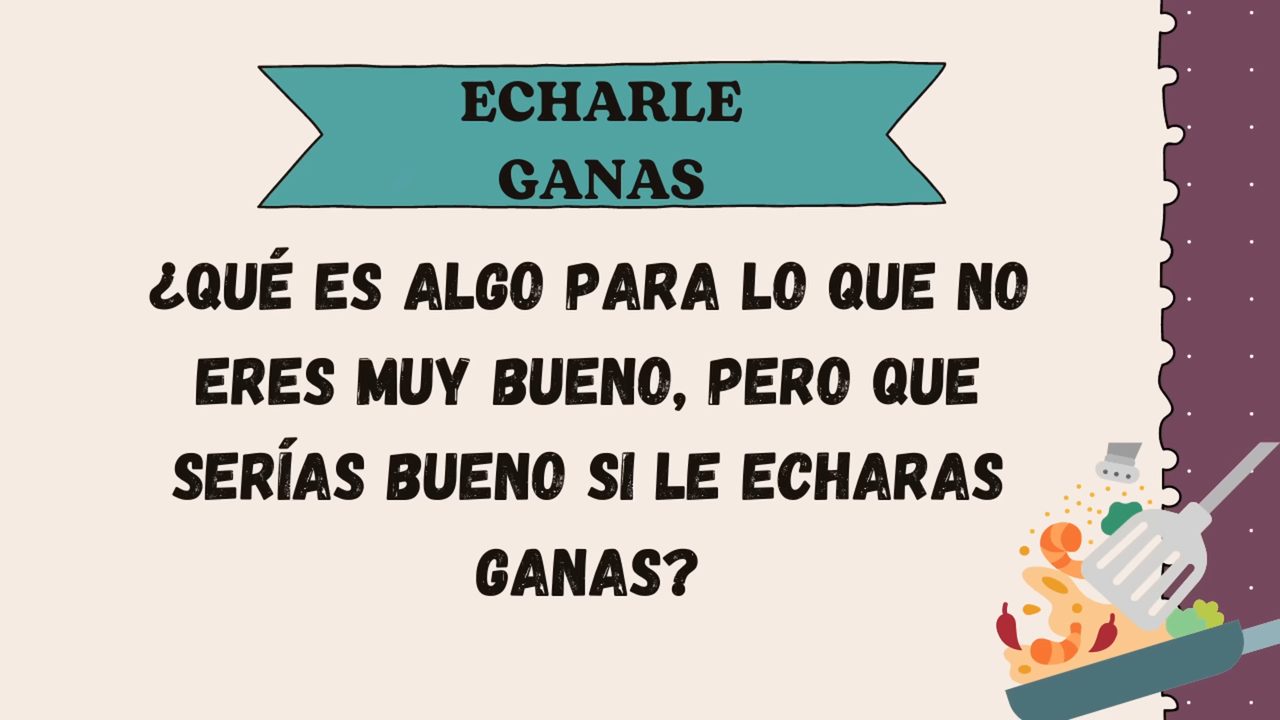 ECHARLE
GANAS
¿QUÉ ES ALGO PARA LO QUE NO
ERES MUY BUENO, PERO QUE
SERÍAS BUENO SI LE ECHARAS
GANAS?